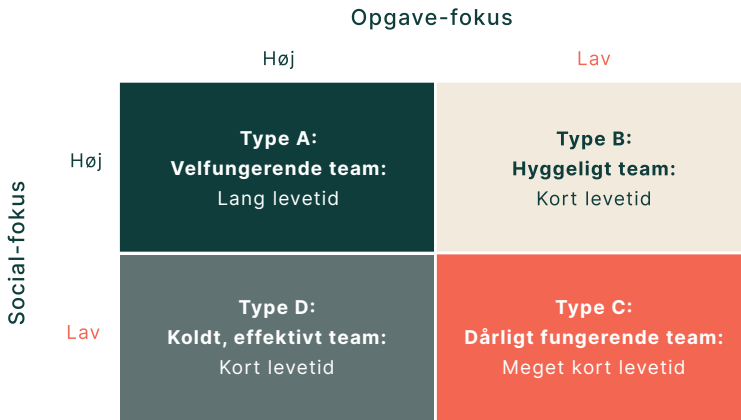 Opgave-fokus
Høj
Lav
Social-fokus
Høj
Type A:
Velfungerende team:
Lang levetid
Type B:
Hyggeligt team:
Kort levetid
Lav
Type D:
Koldt, effektivt team:
Kort levetid
Type C:
Dårligt fungerende team:
Meget kort levetid